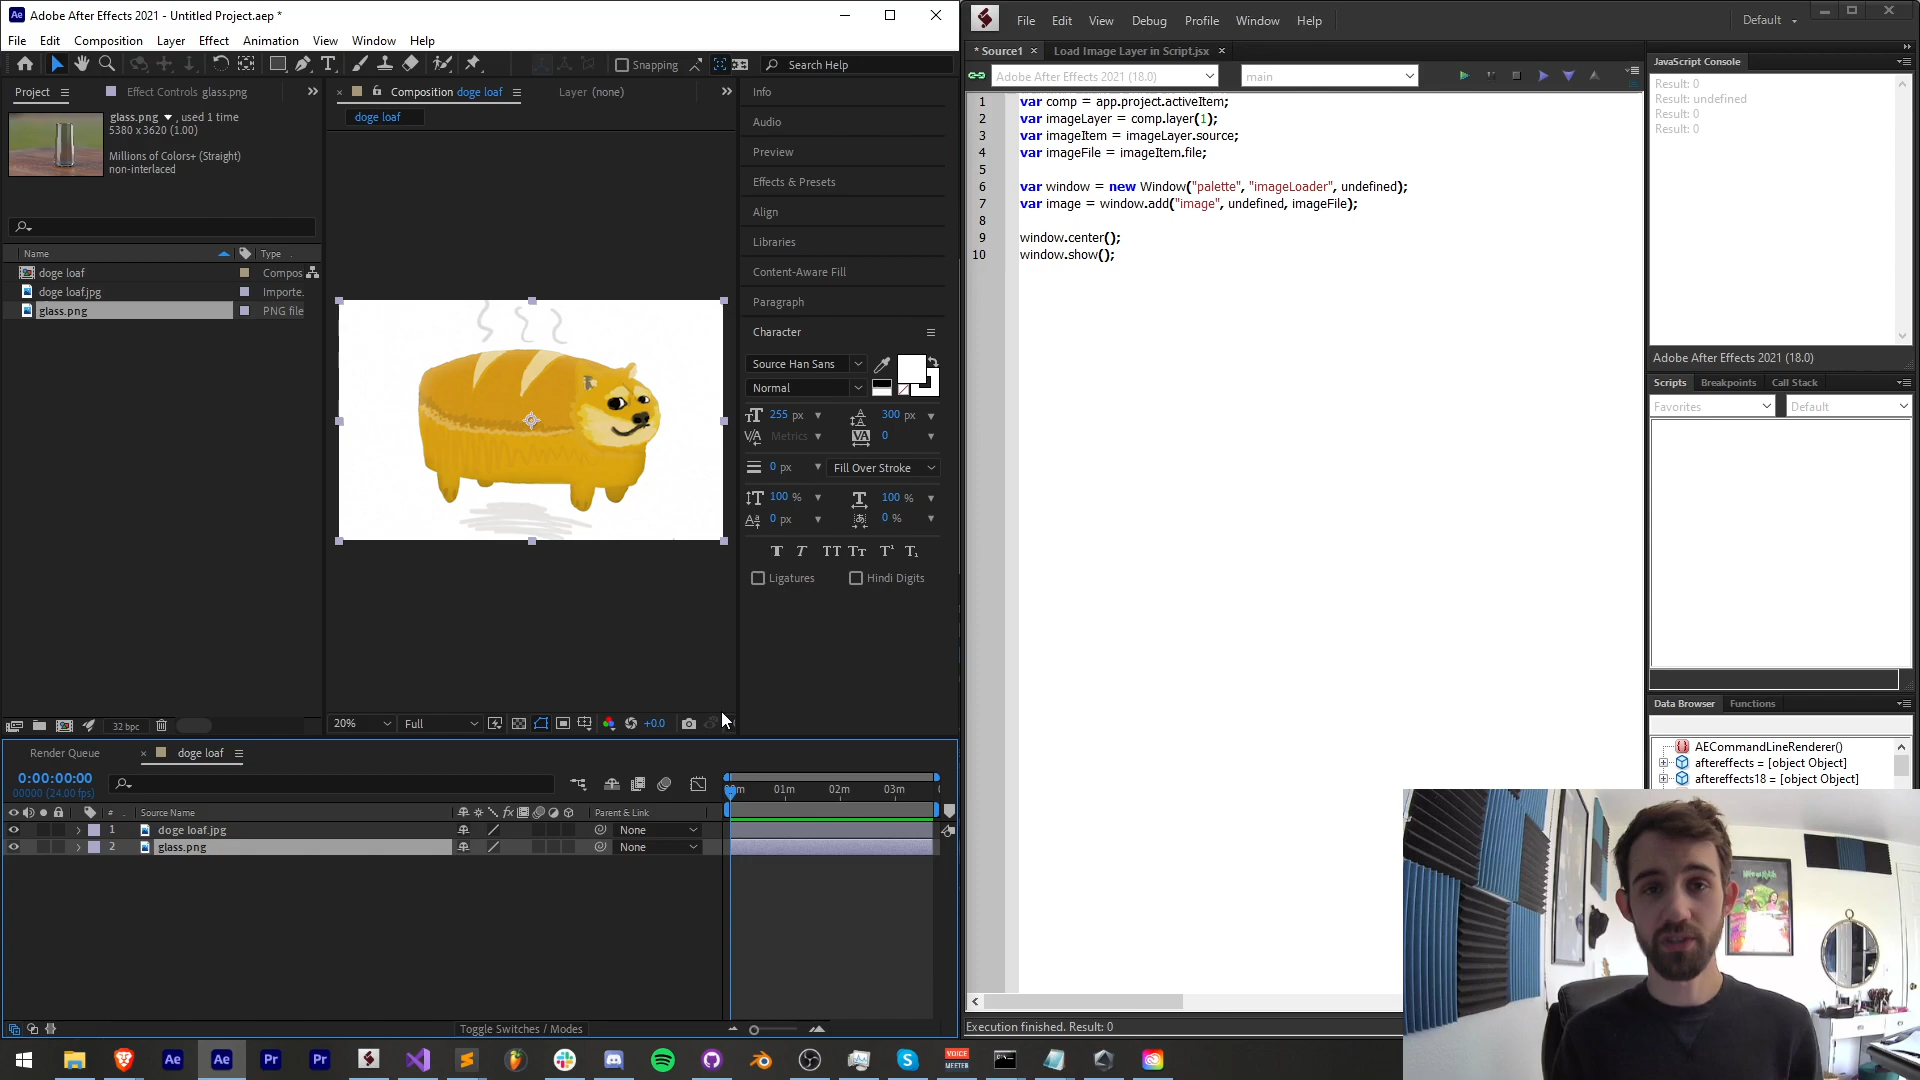 Adobe After Effects 2021 - Untitled Project.aep *
File Edit Composition Layer Effect Animation View Window Help
Snapping
Search Help
Project
Effect Controls glass.png
glass.png , used 1 time
5380 x 3620 (1.00)
Millions of Colors+ (Straight)
non-interlaced
Name Type
doge loaf Compos
doge loaf.jpg Importe.
glass.png PNG file
32 bpc
Composition doge loaf
Layer (none)
doge loaf
20% Full +0.0
Info
Audio
Preview
Effects & Presets
Align
Libraries
Content-Aware Fill
Paragraph
Character
Source Han Sans
Normal
255 px 300 px
Metrics 0
0 px Fill Over Stroke
100 % 100 %
0 px 0 %
Ligatures Hindi Digits
Render Queue
doge loaf
0:00:00:00
00000 (24.00 fps)
# Source Name Parent & Link
1 doge loaf.jpg None
2 glass.png None
01m 02m 03m
Toggle Switches / Modes
File Edit View Debug Profile Window Help
Default
* Source1
Load Image Layer in Script.jsx
Adobe After Effects 2021 (18.0)
main
1 var comp = app.project.activeItem;
2 var imageLayer = comp.layer(1);
3 var imageItem = imageLayer.source;
4 var imageFile = imageItem.file;
5
6 var window = new Window("palette", "imageLoader", undefined);
7 var image = window.add("image", undefined, imageFile);
8
9 window.center();
10 window.show();
Execution finished. Result: 0
JavaScript Console
Result: 0
Result: undefined
Result: 0
Result: 0
Adobe After Effects 2021 (18.0)
Scripts Breakpoints Call Stack
Favorites Default
Data Browser Functions
AECommandLineRenderer()
aftereffects = [object Object]
aftereffects18 = [object Object]
Ae Ae Pr Pr
VOICE
MEETER